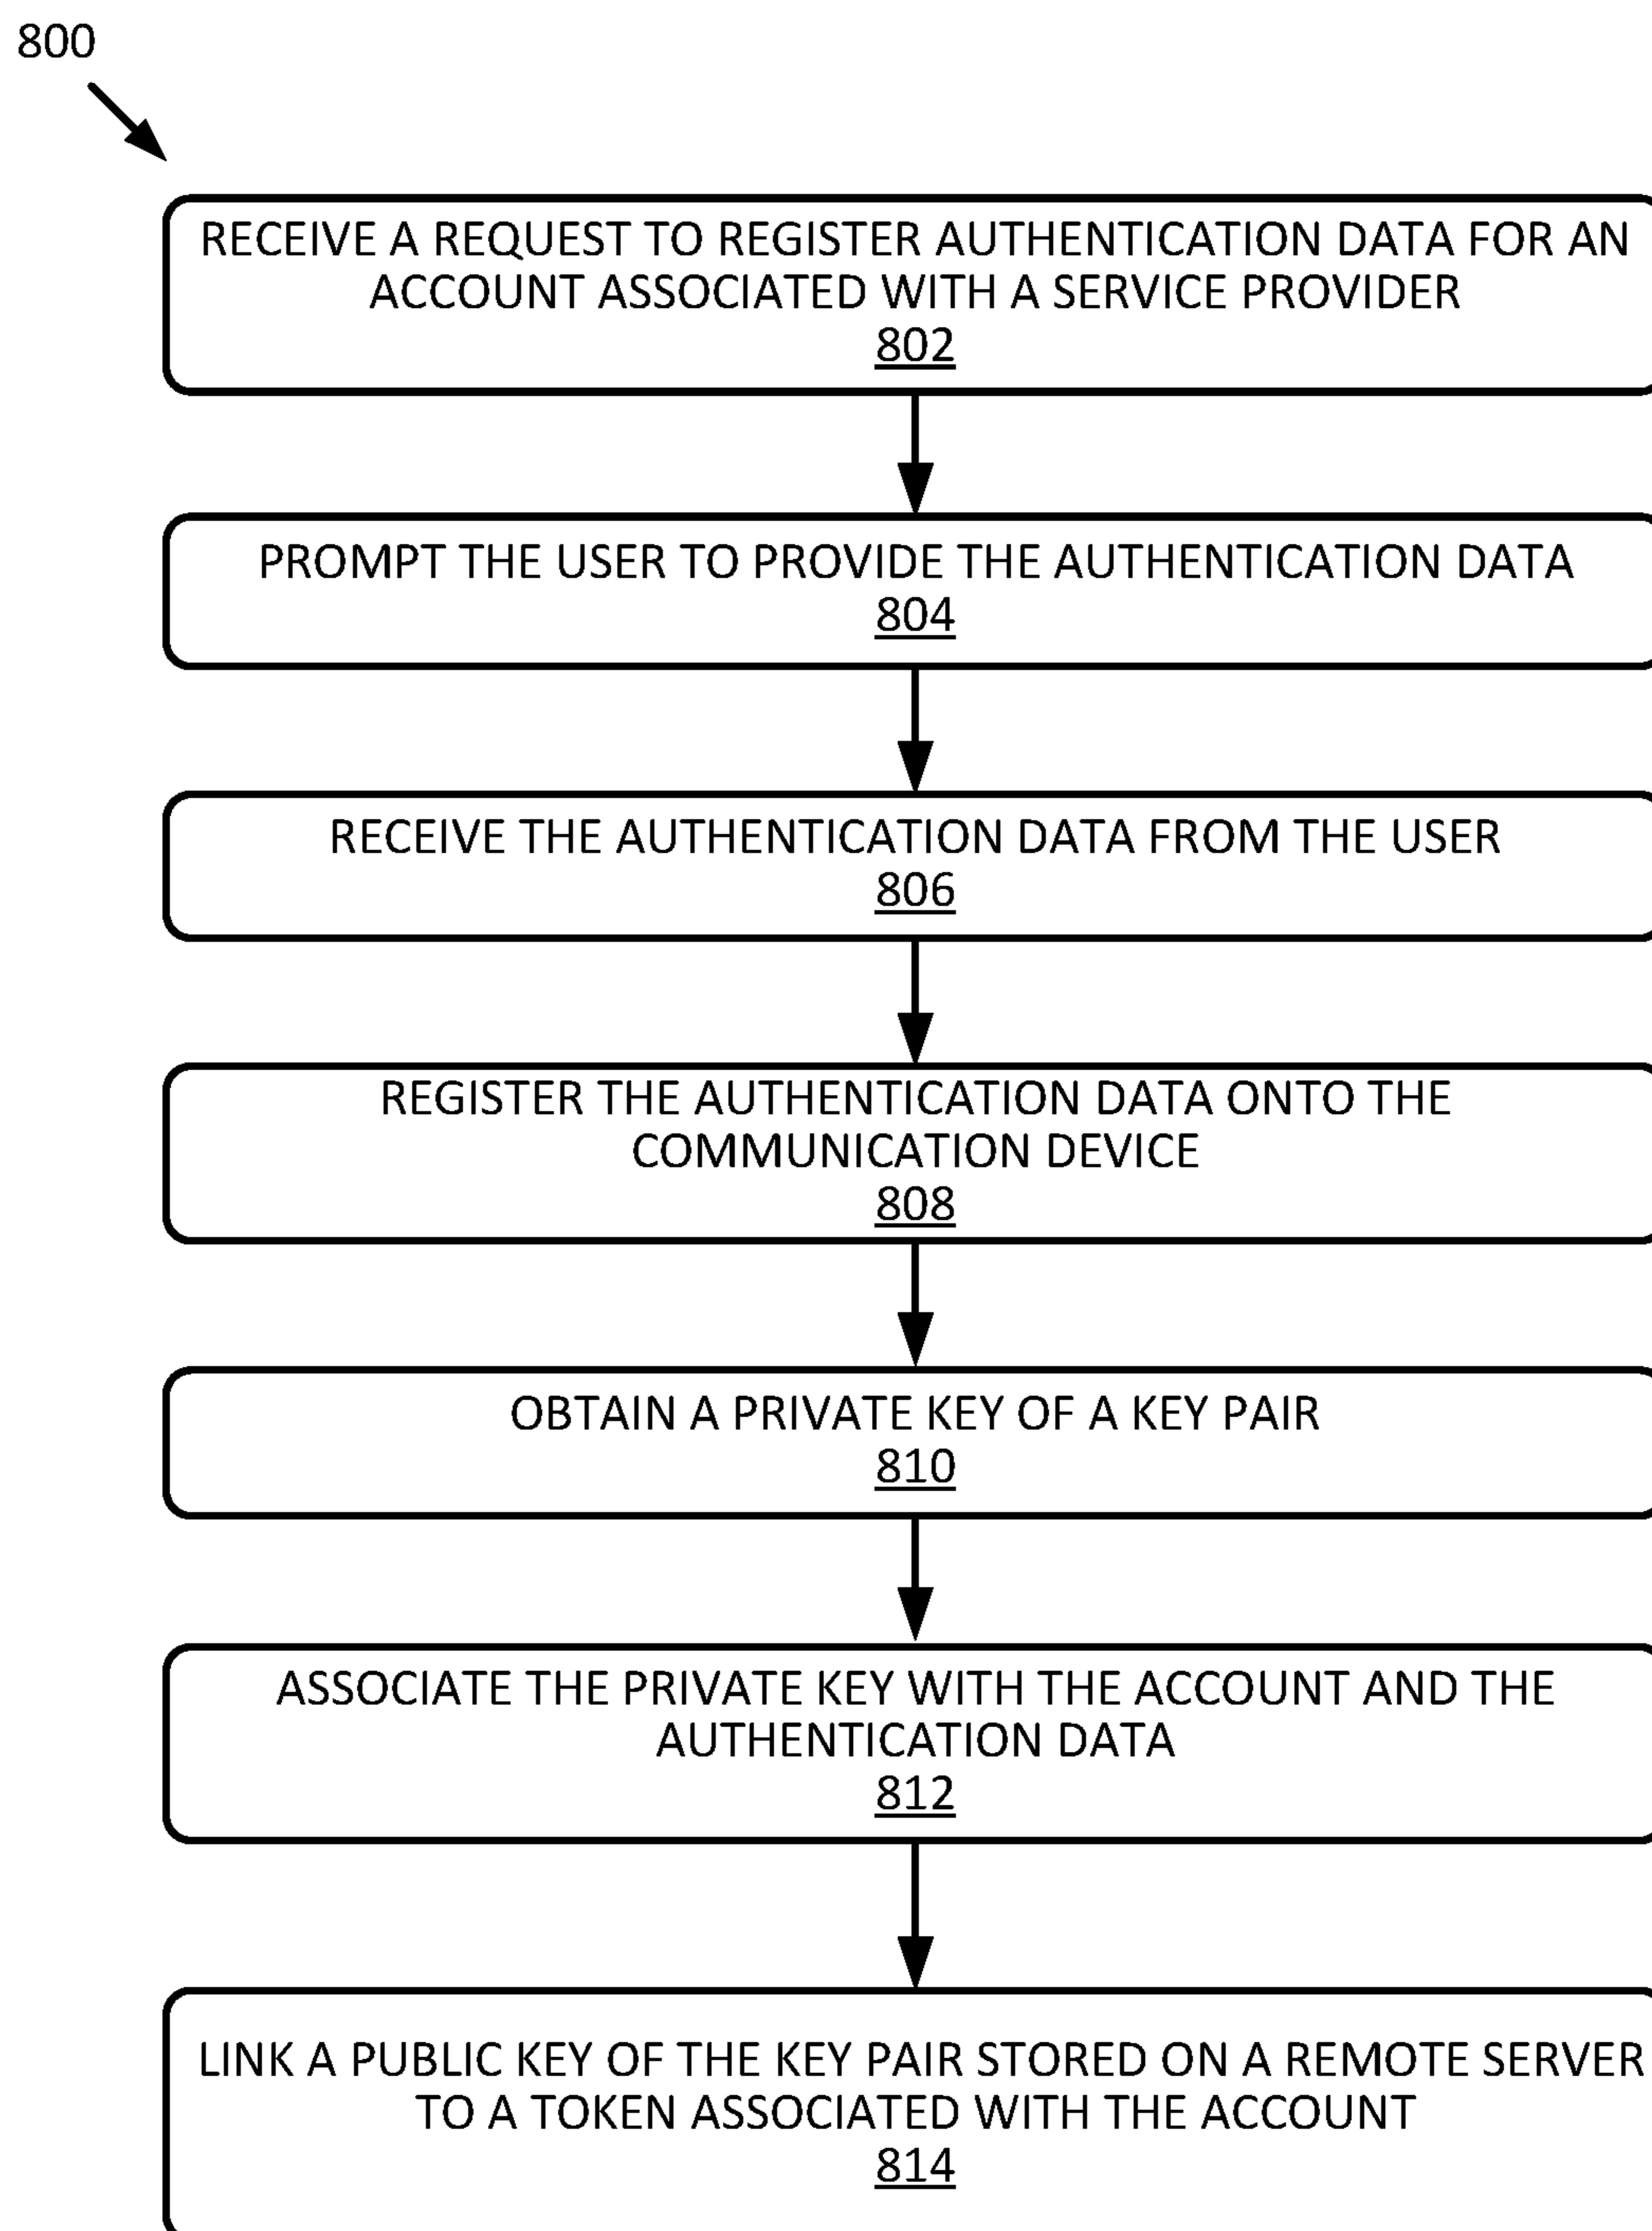 800
RECEIVE A REQUEST TO REGISTER AUTHENTICATION DATA FOR AN
ACCOUNT ASSOCIATED WITH A SERVICE PROVIDER
802
PROMPT THE USER TO PROVIDE THE AUTHENTICATION DATA
804
RECEIVE THE AUTHENTICATION DATA FROM THE USER
806
REGISTER THE AUTHENTICATION DATA ONTO THE
COMMUNICATION DEVICE
808
OBTAIN A PRIVATE KEY OF A KEY PAIR
810
ASSOCIATE THE PRIVATE KEY WITH THE ACCOUNT AND THE
AUTHENTICATION DATA
812
LINK A PUBLIC KEY OF THE KEY PAIR STORED ON A REMOTE SERVER
TO A TOKEN ASSOCIATED WITH THE ACCOUNT
814